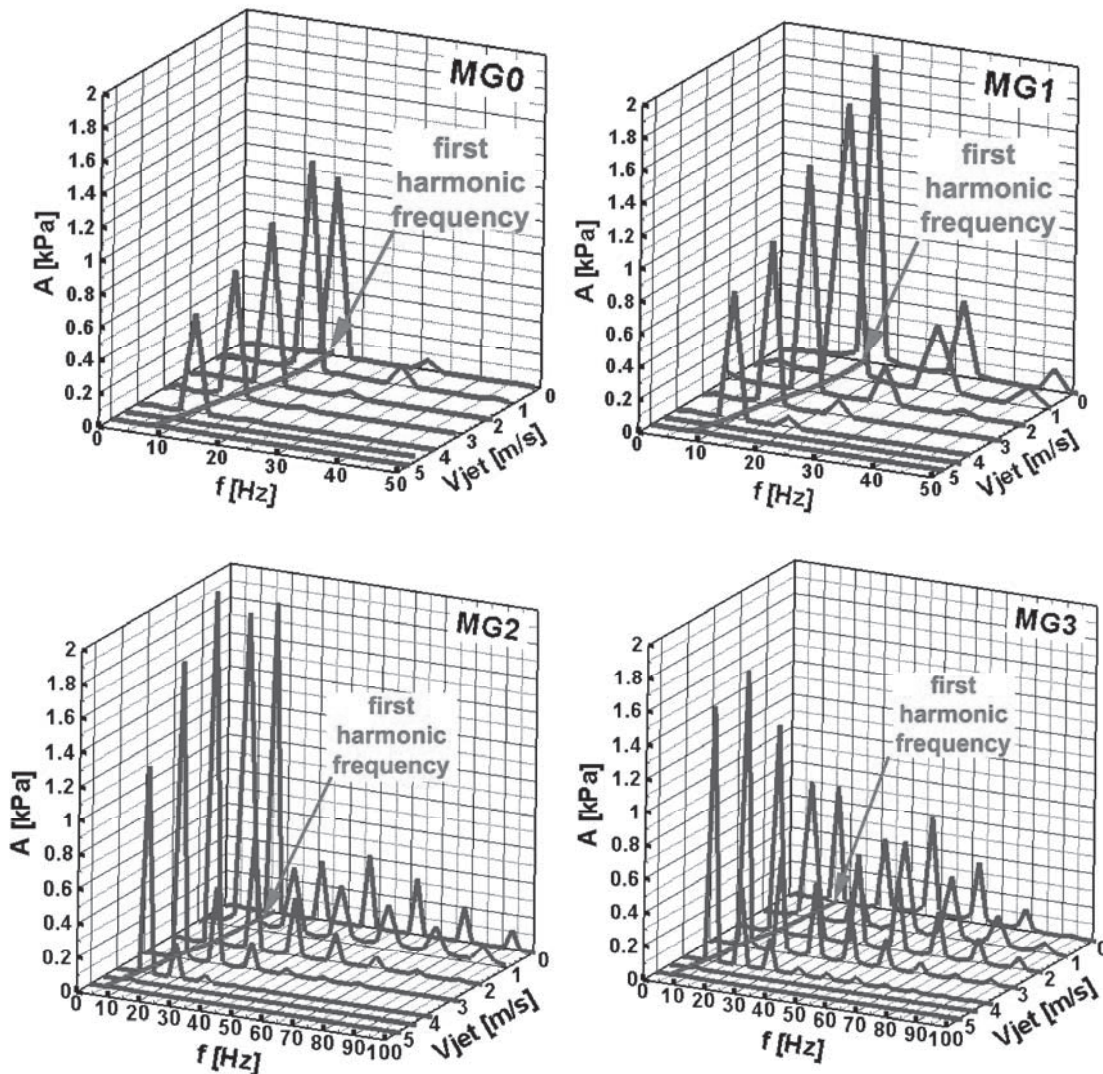 MG0
first
harmonic
frequency
A [kPa]
2
1.8
1.6
1.4
1.2
1
0.8
0.6
0.4
0.2
0
0 10 20 30 40 50
f [Hz]
5 4 3 2 1 0
Vjet [m/s]
MG1
first
harmonic
frequency
A [kPa]
2
1.8
1.6
1.4
1.2
1
0.8
0.6
0.4
0.2
0
0 10 20 30 40 50
f [Hz]
5 4 3 2 1 0
Vjet [m/s]
MG2
first
harmonic
frequency
A [kPa]
2
1.8
1.6
1.4
1.2
1
0.8
0.6
0.4
0.2
0
0 10 20 30 40 50 60 70 80 90 100
f [Hz]
5 4 3 2 1 0
Vjet [m/s]
MG3
first
harmonic
frequency
A [kPa]
2
1.8
1.6
1.4
1.2
1
0.8
0.6
0.4
0.2
0
0 10 20 30 40 50 60 70 80 90 100
f [Hz]
5 4 3 2 1 0
Vjet [m/s]